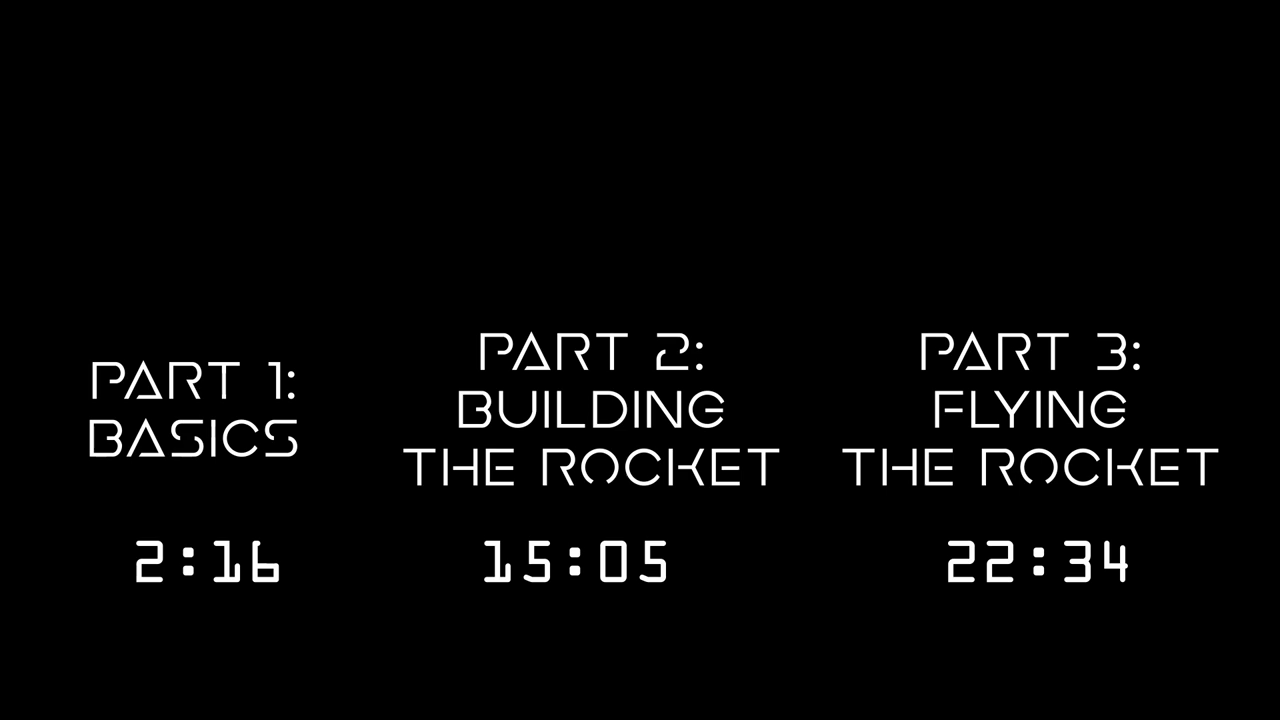 PART 1:
BASICS
2:16
PART 2:
BUILDING
THE ROCKET
15:05
PART 3:
FLYING
THE ROCKET
22:34